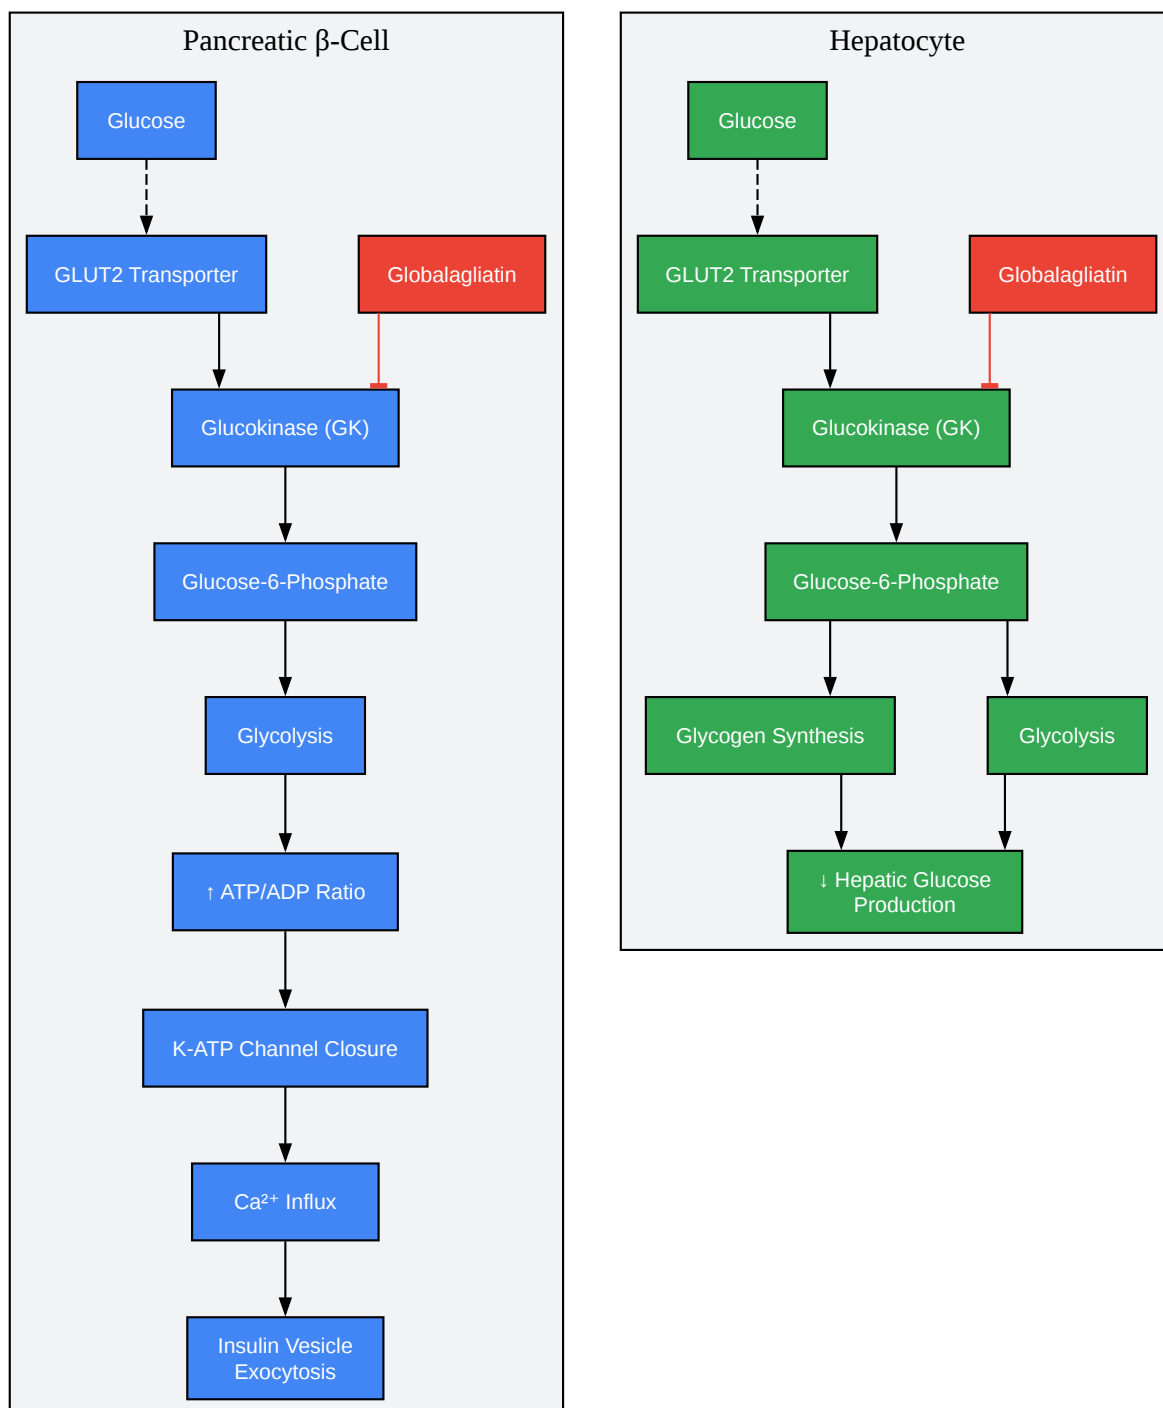 Pancreatic β-Cell
Glucose
GLUT2 Transporter
Globalagliatin
Glucokinase (GK)
Glucose-6-Phosphate
Glycolysis
↑ ATP/ADP Ratio
K-ATP Channel Closure
Ca²⁺ Influx
Insulin Vesicle
Exocytosis
Hepatocyte
Glucose
GLUT2 Transporter
Globalagliatin
Glucokinase (GK)
Glucose-6-Phosphate
Glycogen Synthesis
Glycolysis
↓ Hepatic Glucose
Production